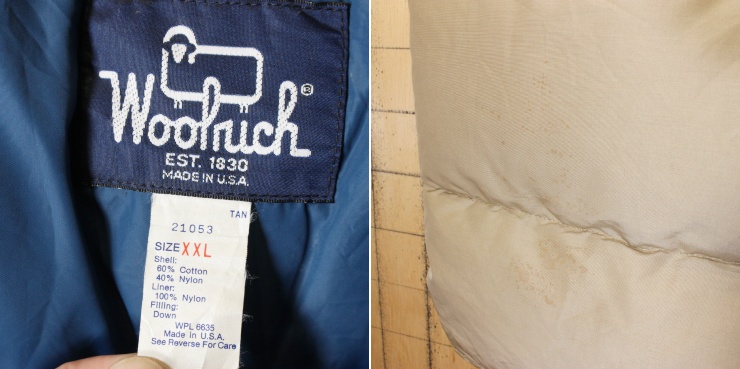 Woolrich®
EST. 1830
MADE IN U.S.A.
TAN
21053
SIZE XXL
Shell:
60% Cotton
40% Nylon
Liner:
100% Nylon
Filling:
Down
WPL 6635
Made in U.S.A.
See Reverse For Care